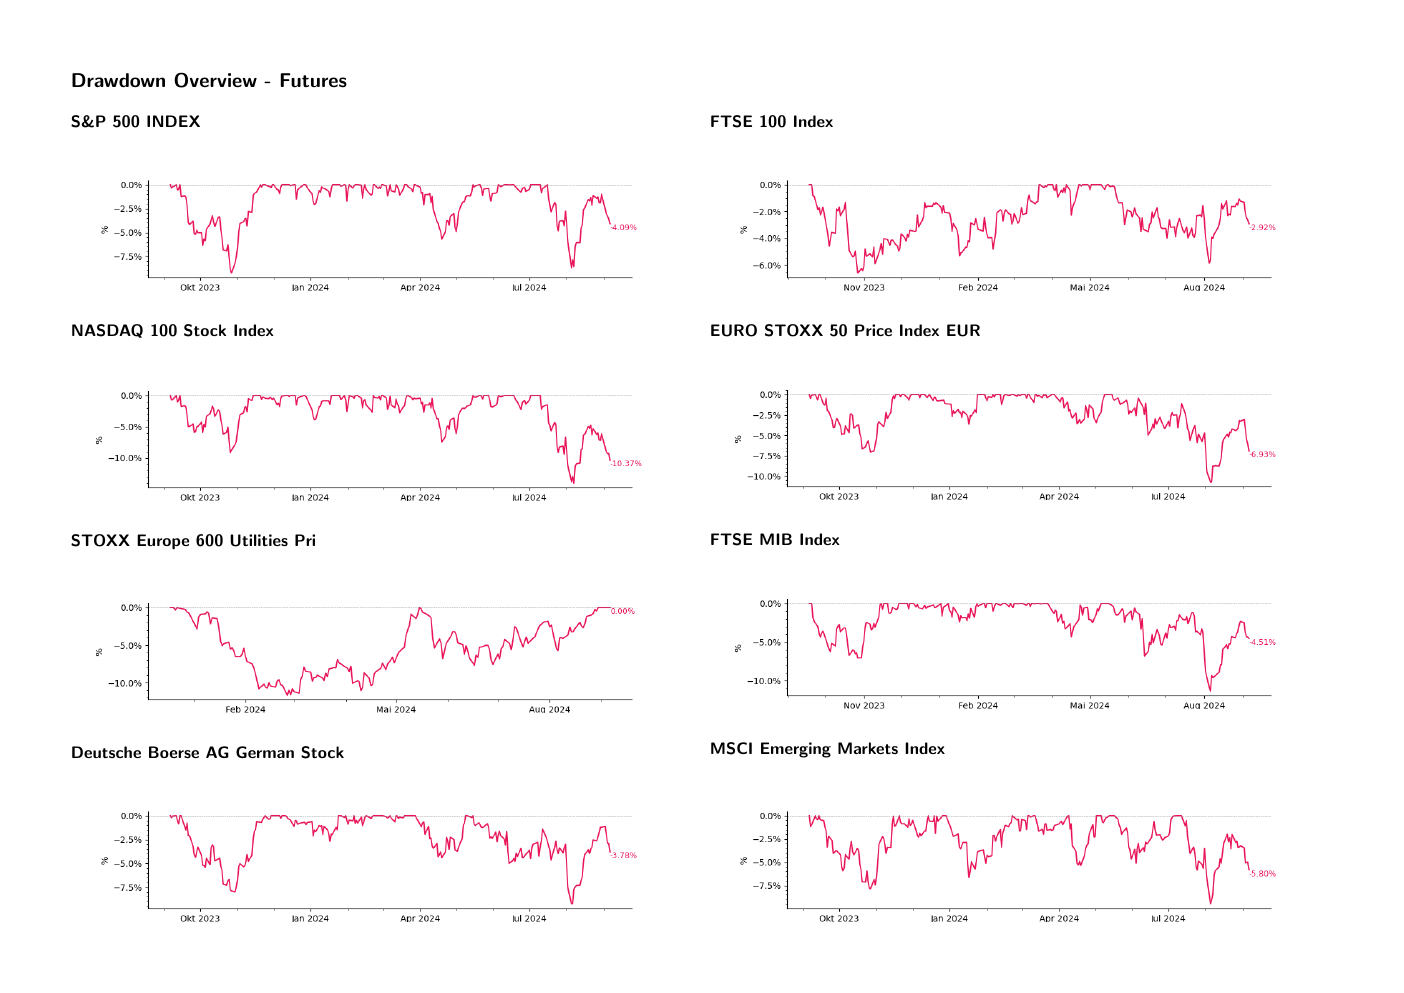 Drawdown Overview - Futures
S&P 500 INDEX
0.0%
−2.5%
−5.0%
−7.5%
%
-4.09%
Okt 2023
Jan 2024
Apr 2024
Jul 2024
FTSE 100 Index
0.0%
−2.0%
−4.0%
−6.0%
%
-2.92%
Nov 2023
Feb 2024
Mai 2024
Aug 2024
NASDAQ 100 Stock Index
0.0%
−5.0%
−10.0%
%
-10.37%
Okt 2023
Jan 2024
Apr 2024
Jul 2024
EURO STOXX 50 Price Index EUR
0.0%
−2.5%
−5.0%
−7.5%
−10.0%
%
-6.93%
Okt 2023
Jan 2024
Apr 2024
Jul 2024
STOXX Europe 600 Utilities Pri
0.0%
−5.0%
−10.0%
%
0.00%
Feb 2024
Mai 2024
Aug 2024
FTSE MIB Index
0.0%
−5.0%
−10.0%
%
-4.51%
Nov 2023
Feb 2024
Mai 2024
Aug 2024
Deutsche Boerse AG German Stock
0.0%
−2.5%
−5.0%
−7.5%
%
-3.78%
Okt 2023
Jan 2024
Apr 2024
Jul 2024
MSCI Emerging Markets Index
0.0%
−2.5%
−5.0%
−7.5%
%
-5.80%
Okt 2023
Jan 2024
Apr 2024
Jul 2024